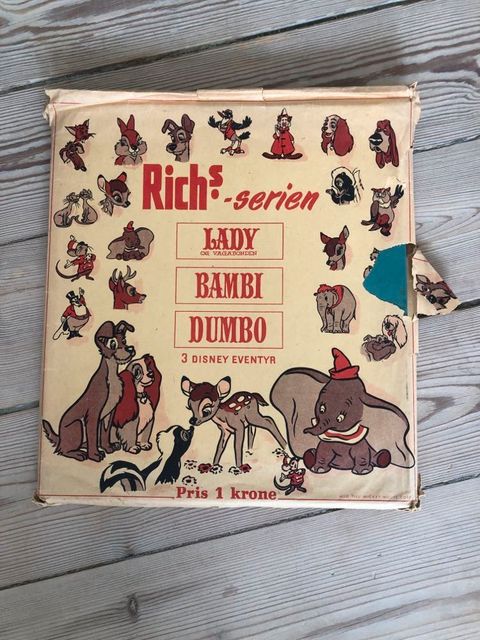 Richs.-serien
LADY
OG VAGABONDEN
BAMBI
DUMBO
3 DISNEY EVENTYR
Pris 1 krone